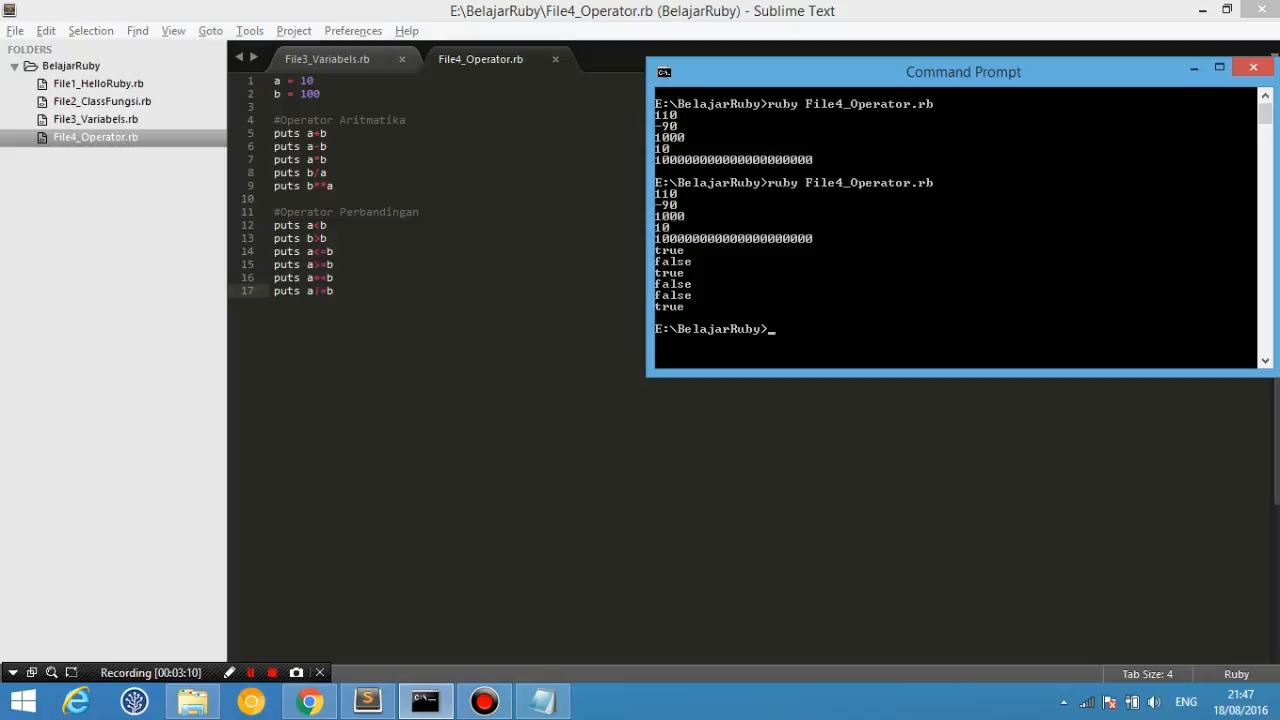 E:\BelajarRuby\File4_Operator.rb (BelajarRuby) - Sublime Text
File Edit Selection Find View Goto Tools Project Preferences Help
FOLDERS
BelajarRuby
File1_HelloRuby.rb
File2_ClassFungsi.rb
File3_Variabels.rb
File4_Operator.rb
File3_Variabels.rb File4_Operator.rb
1 a = 10
2 b = 100
3
4 #Operator Aritmatika
5 puts a+b
6 puts a-b
7 puts a*b
8 puts b/a
9 puts b**a
10
11 #Operator Perbandingan
12 puts a<b
13 puts b>b
14 puts a<=b
15 puts a>=b
16 puts a==b
17 puts a!=b
Command Prompt
E:\BelajarRuby>ruby File4_Operator.rb
110
-90
1000
10
100000000000000000000
E:\BelajarRuby>ruby File4_Operator.rb
110
-90
1000
10
100000000000000000000
true
false
true
false
false
true
E:\BelajarRuby>_
Recording [00:03:10]
Tab Size: 4 Ruby
ENG
21:47
18/08/2016